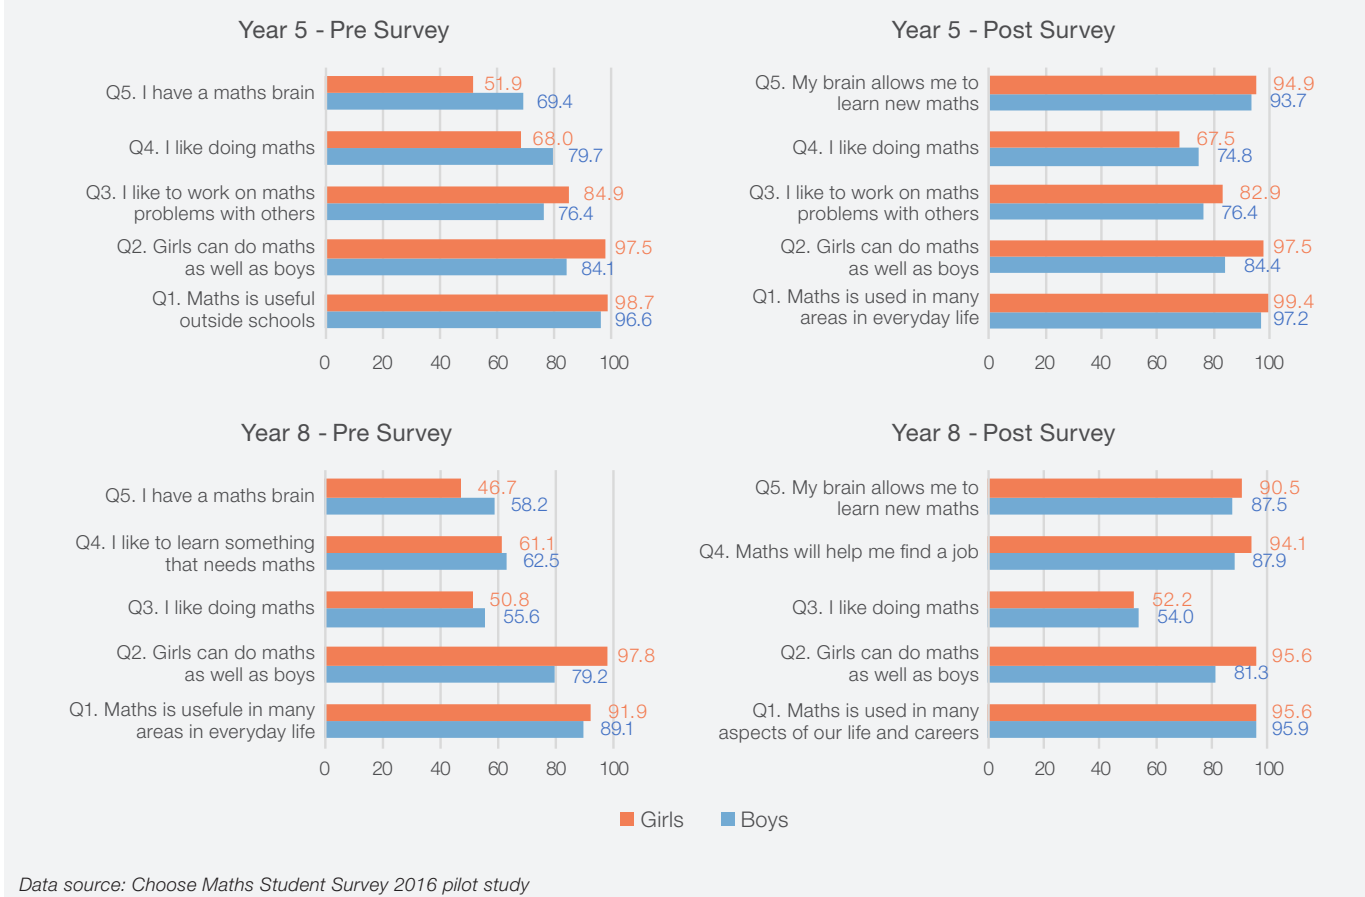 Year 5 - Pre Survey
Q5. I have a maths brain
51.9
69.4
Q4. I like doing maths
68.0
79.7
Q3. I like to work on maths
problems with others
84.9
76.4
Q2. Girls can do maths
as well as boys
97.5
84.1
Q1. Maths is useful
outside schools
98.7
96.6
0 20 40 60 80 100
Year 5 - Post Survey
Q5. My brain allows me to
learn new maths
94.9
93.7
Q4. I like doing maths
67.5
74.8
Q3. I like to work on maths
problems with others
82.9
76.4
Q2. Girls can do maths
as well as boys
97.5
84.4
Q1. Maths is used in many
areas in everyday life
99.4
97.2
0 20 40 60 80 100
Year 8 - Pre Survey
Q5. I have a maths brain
46.7
58.2
Q4. I like to learn something
that needs maths
61.1
62.5
Q3. I like doing maths
50.8
55.6
Q2. Girls can do maths
as well as boys
97.8
79.2
Q1. Maths is usefule in many
areas in everyday life
91.9
89.1
0 20 40 60 80 100
Year 8 - Post Survey
Q5. My brain allows me to
learn new maths
90.5
87.5
Q4. Maths will help me find a job
94.1
87.9
Q3. I like doing maths
52.2
54.0
Q2. Girls can do maths
as well as boys
95.6
81.3
Q1. Maths is used in many
aspects of our life and careers
95.6
95.9
0 20 40 60 80 100
Girls Boys
Data source: Choose Maths Student Survey 2016 pilot study